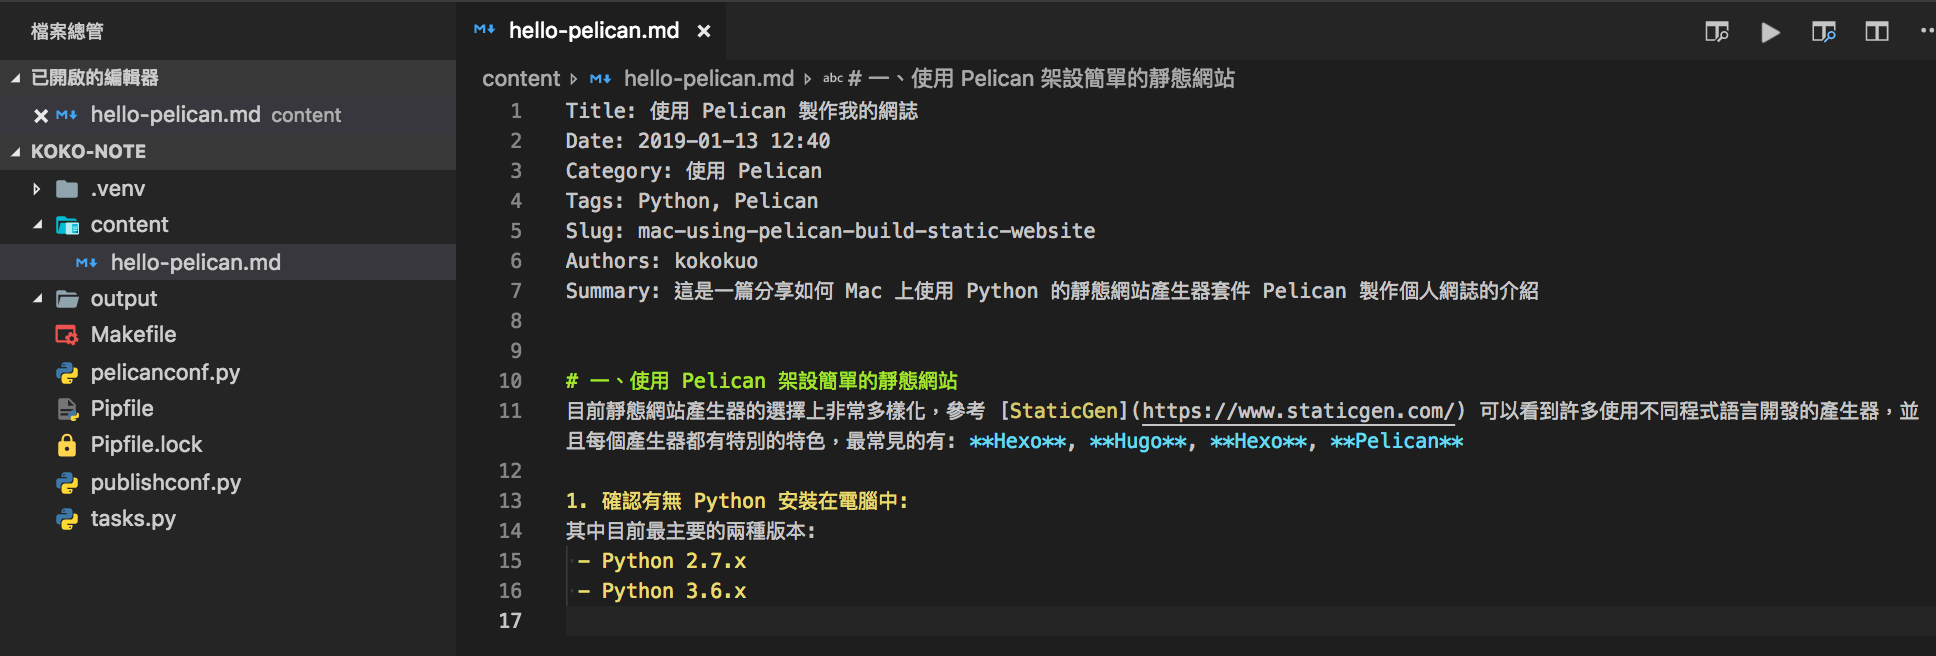 檔案總管
已開啟的編輯器
hello-pelican.md content
KOKO-NOTE
.venv
content
hello-pelican.md
output
Makefile
pelicanconf.py
Pipfile
Pipfile.lock
publishconf.py
tasks.py
hello-pelican.md
content hello-pelican.md abc # 一、使用 Pelican 架設簡單的靜態網站
1 Title: 使用 Pelican 製作我的網誌
2 Date: 2019-01-13 12:40
3 Category: 使用 Pelican
4 Tags: Python, Pelican
5 Slug: mac-using-pelican-build-static-website
6 Authors: kokokuo
7 Summary: 這是一篇分享如何 Mac 上使用 Python 的靜態網站產生器套件 Pelican 製作個人網誌的介紹
8
9
10 # 一、使用 Pelican 架設簡單的靜態網站
11 目前靜態網站產生器的選擇上非常多樣化，參考 [StaticGen](https://www.staticgen.com/) 可以看到許多使用不同程式語言開發的產生器，並
且每個產生器都有特別的特色，最常見的有: **Hexo**, **Hugo**, **Hexo**, **Pelican**
12
13 1. 確認有無 Python 安裝在電腦中:
14 其中目前最主要的兩種版本:
15 - Python 2.7.x
16 - Python 3.6.x
17